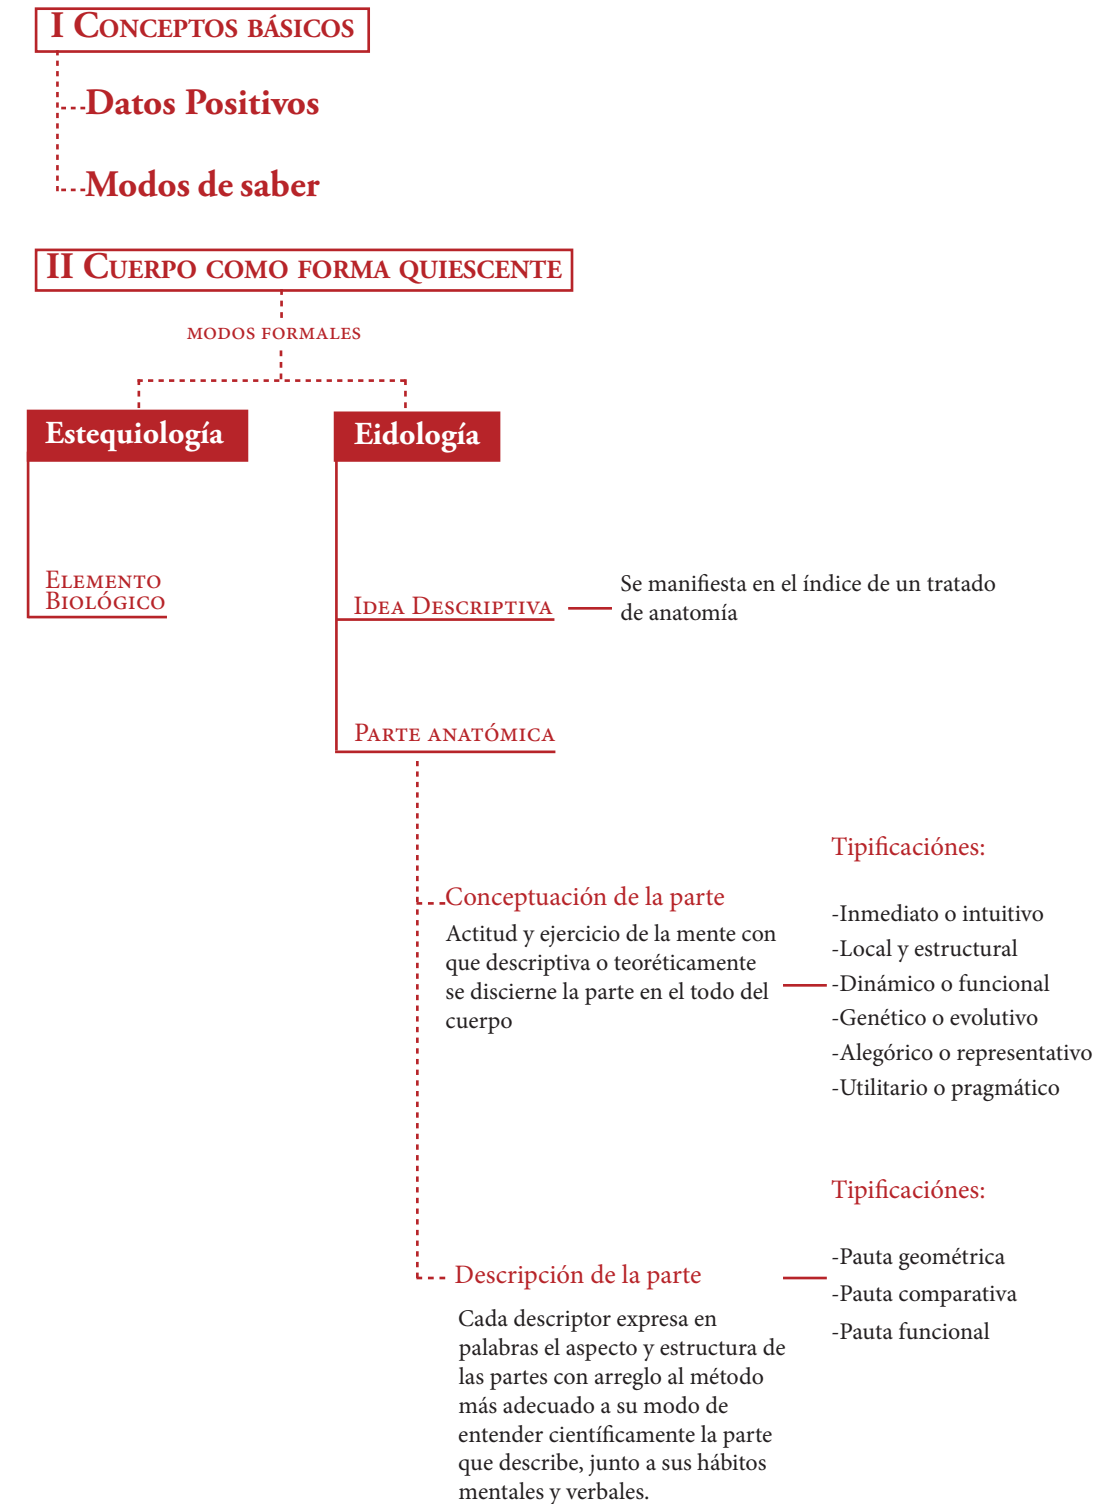 I Conceptos básicos
Datos Positivos
Modos de saber
II Cuerpo como forma quiescente
modos formales
Estequiología
Eidología
Elemento
Biológico
Idea Descriptiva
Se manifiesta en el índice de un tratado
de anatomía
Parte anatómica
Conceptuación de la parte
Actitud y ejercicio de la mente con
que descriptiva o teoréticamente
se discierne la parte en el todo del
cuerpo
Tipificaciónes:
-Inmediato o intuitivo
-Local y estructural
-Dinámico o funcional
-Genético o evolutivo
-Alegórico o representativo
-Utilitario o pragmático
Descripción de la parte
Cada descriptor expresa en
palabras el aspecto y estructura de
las partes con arreglo al método
más adecuado a su modo de
entender científicamente la parte
que describe, junto a sus hábitos
mentales y verbales.
Tipificaciónes:
-Pauta geométrica
-Pauta comparativa
-Pauta funcional